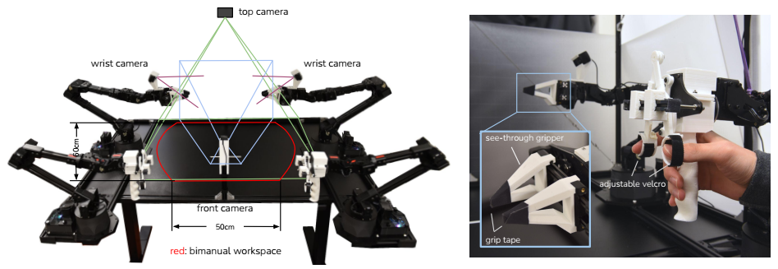 top camera
wrist camera
wrist camera
60cm
front camera
50cm
red: bimanual workspace
see-through gripper
adjustable velcro
grip tape